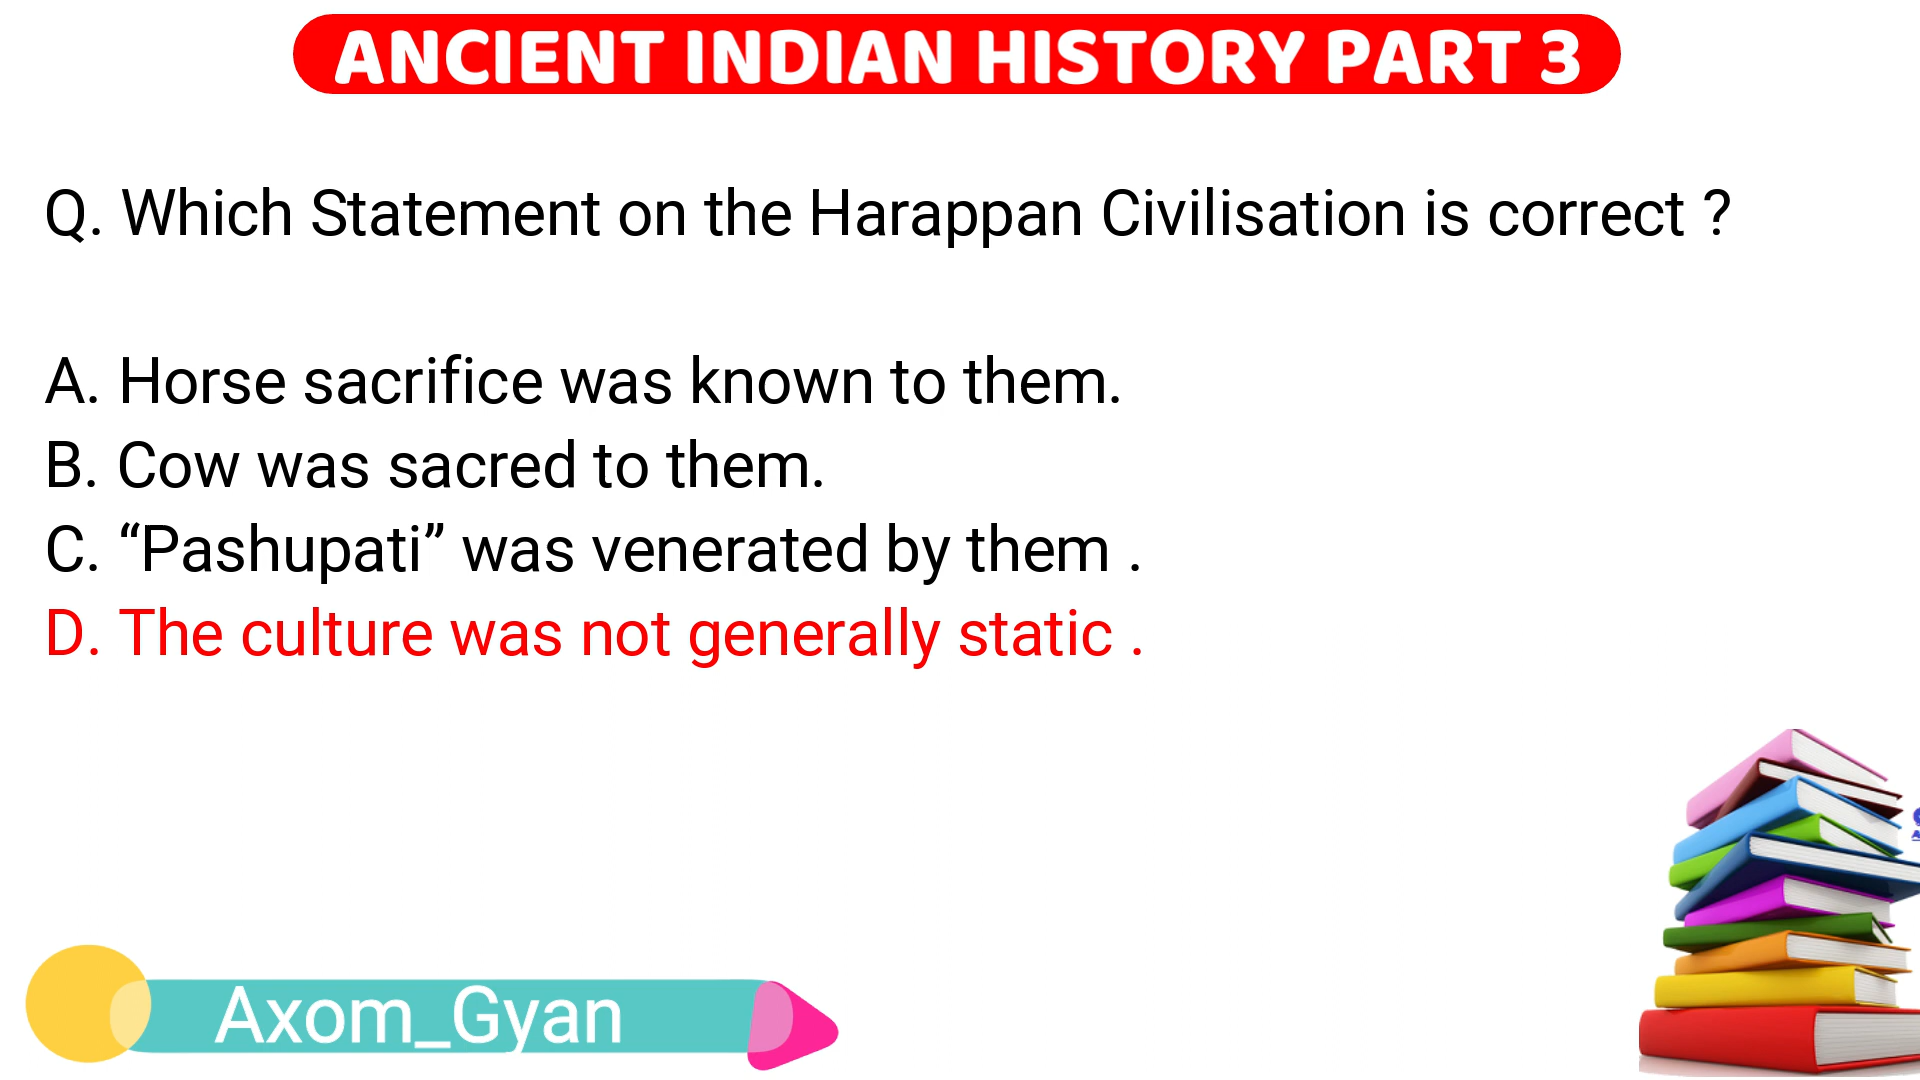 ANCIENT INDIAN HISTORY PART 3
Q. Which Statement on the Harappan Civilisation is correct ?
A. Horse sacrifice was known to them.
B. Cow was sacred to them.
C. “Pashupati” was venerated by them .
D. The culture was not generally static .
Axom_Gyan